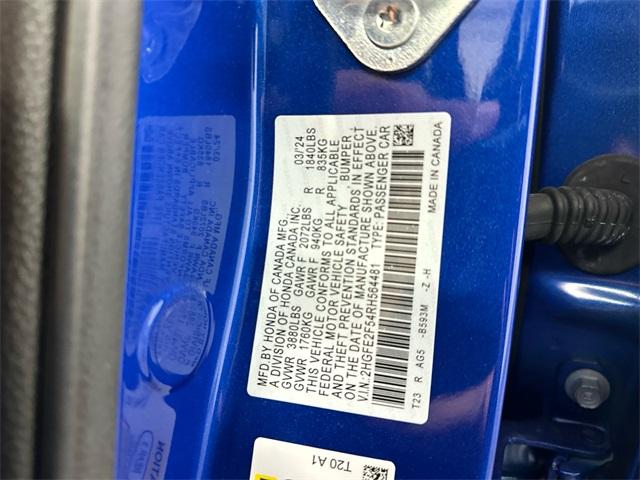 MFD.BY HONDA OF CANADA MFG. 03/24
A DIVISION OF HONDA CANADA INC.
GVWR 3880LBS GAWR F 2072LBS R 1840LBS
GVWR 1760KG GAWR F 940KG R 835KG
THIS VEHICLE CONFORMS TO ALL APPLICABLE
FEDERAL MOTOR VEHICLE SAFETY, BUMPER,
AND THEFT PREVENTION STANDARDS IN EFFECT
ON THE DATE OF MANUFACTURE SHOWN ABOVE.
V.I.N.:2HGFE2F54RH564481 TYPE:PASSENGER CAR
T23 R AG5 -B593M -Z -H MADE IN CANADA
T20 A1